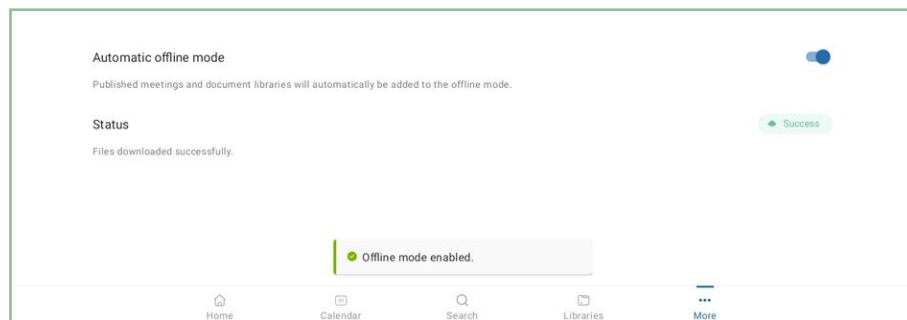 Automatic offline mode
Published meetings and document libraries will automatically be added to the offline mode.
Status
Success
Files downloaded successfully.
Offline mode enabled.
Home
Calendar
Search
Libraries
More